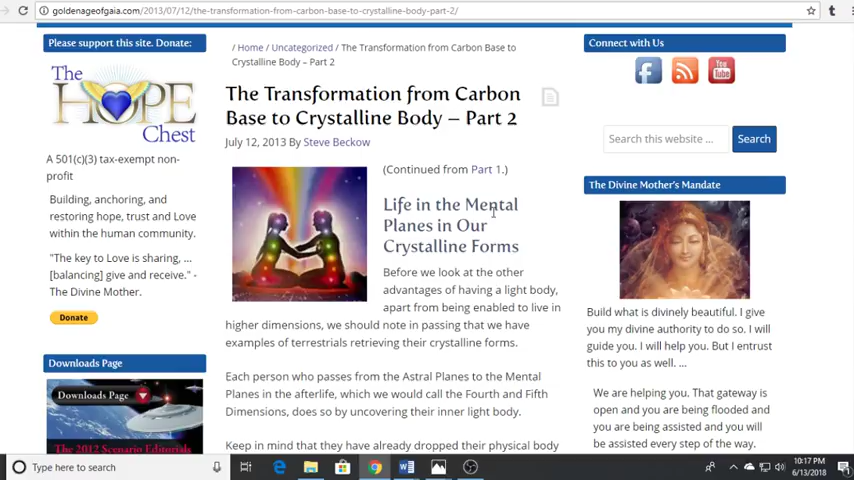 goldenageofgaia.com/2013/07/12/the-transformation-from-carbon-base-to-crystalline-body-part-2/
Please support this site. Donate:
The
HOPE
Chest
A 501(c)(3) tax-exempt non-
profit
Building, anchoring, and
restoring hope, trust and Love
within the human community.
"The key to Love is sharing, ...
[balancing] give and receive." -
The Divine Mother.
Donate
Downloads Page
Downloads Page
The 2012 Scenario Editorials
/ Home / Uncategorized / The Transformation from Carbon Base to
Crystalline Body – Part 2
The Transformation from Carbon
Base to Crystalline Body – Part 2
July 12, 2013 By Steve Beckow
(Continued from Part 1.)
Life in the Mental
Planes in Our
Crystalline Forms
Before we look at the other
advantages of having a light body,
apart from being enabled to live in
higher dimensions, we should note in passing that we have
examples of terrestrials retrieving their crystalline forms.
Each person who passes from the Astral Planes to the Mental
Planes in the afterlife, which we would call the Fourth and Fifth
Dimensions, does so by uncovering their inner light body.
Keep in mind that they have already dropped their physical body
Connect with Us
You
Tube
Search this website ...
Search
The Divine Mother's Mandate
Build what is divinely beautiful. I give
you my divine authority to do so. I will
guide you. I will help you. But I entrust
this to you as well. ...
We are helping you. That gateway is
open and you are being flooded and
you are being assisted and you will
be assisted every step of the way.
Type here to search
10:17 PM
6/13/2018